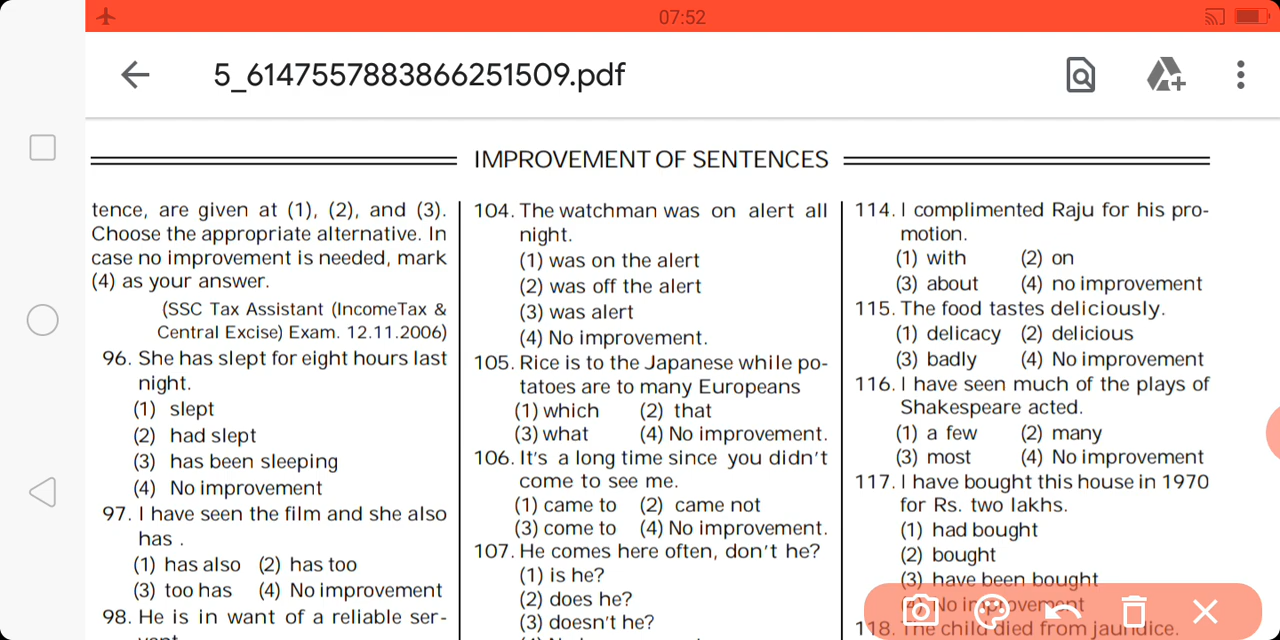 07:52
5_6147557883866251509.pdf
IMPROVEMENT OF SENTENCES
tence, are given at (1), (2), and (3).
Choose the appropriate alternative. In
case no improvement is needed, mark
(4) as your answer.
(SSC Tax Assistant (IncomeTax &
Central Excise) Exam. 12.11.2006)
96. She has slept for eight hours last
night.
(1) slept
(2) had slept
(3) has been sleeping
(4) No improvement
97. I have seen the film and she also
has .
(1) has also (2) has too
(3) too has (4) No improvement
98. He is in want of a reliable ser-
104. The watchman was on alert all
night.
(1) was on the alert
(2) was off the alert
(3) was alert
(4) No improvement.
105. Rice is to the Japanese while po-
tatoes are to many Europeans
(1) which (2) that
(3) what (4) No improvement.
106. It's a long time since you didn't
come to see me.
(1) came to (2) came not
(3) come to (4) No improvement.
107. He comes here often, don't he?
(1) is he?
(2) does he?
(3) doesn't he?
114. I complimented Raju for his pro-
motion.
(1) with (2) on
(3) about (4) no improvement
115. The food tastes deliciously.
(1) delicacy (2) delicious
(3) badly (4) No improvement
116. I have seen much of the plays of
Shakespeare acted.
(1) a few (2) many
(3) most (4) No improvement
117. I have bought this house in 1970
for Rs. two lakhs.
(1) had bought
(2) bought
(3) have been bought
(4) No improvement
118. The child died from jaundice.